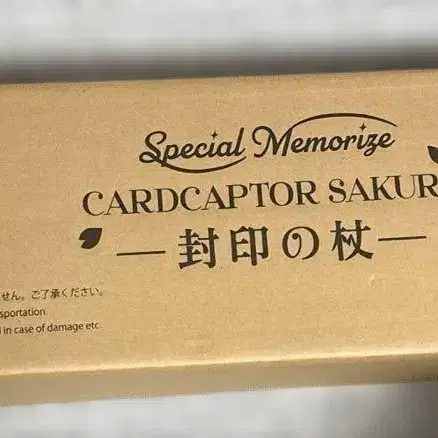 Special Memorize
CARDCAPTOR SAKUR
—封印の杖—
せん。ご了承ください。
sportation
in case of damage etc